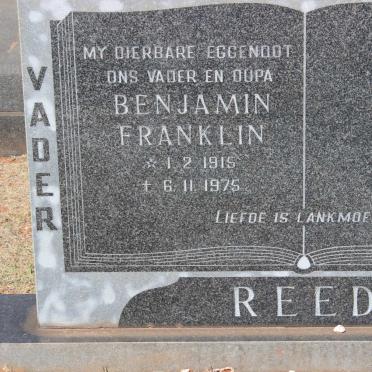 VADER
MY DIERBARE EGGENOOT
ONS VADER EN OUPA
BENJAMIN
FRANKLIN
☆ 1. 2. 1915
✝ 6. 11. 1975
LIEFDE IS
REED